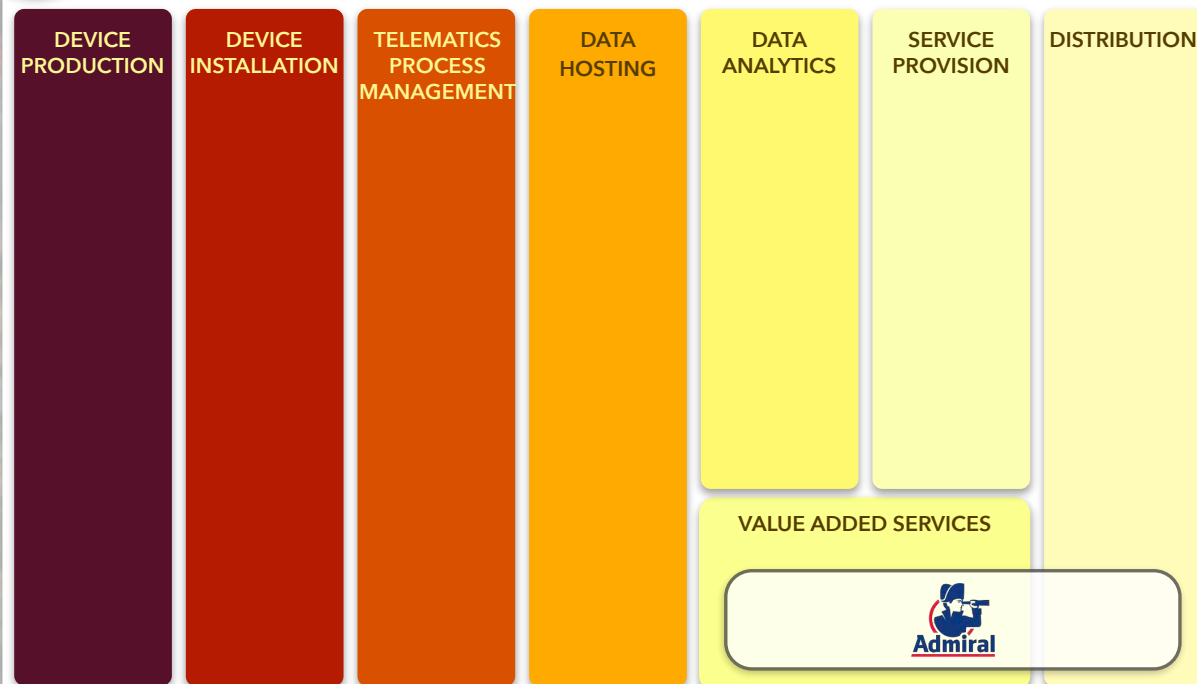 DEVICE
PRODUCTION
DEVICE
INSTALLATION
TELEMATICS
PROCESS
MANAGEMENT
DATA
HOSTING
DATA
ANALYTICS
SERVICE
PROVISION
DISTRIBUTION
VALUE ADDED SERVICES
Admiral